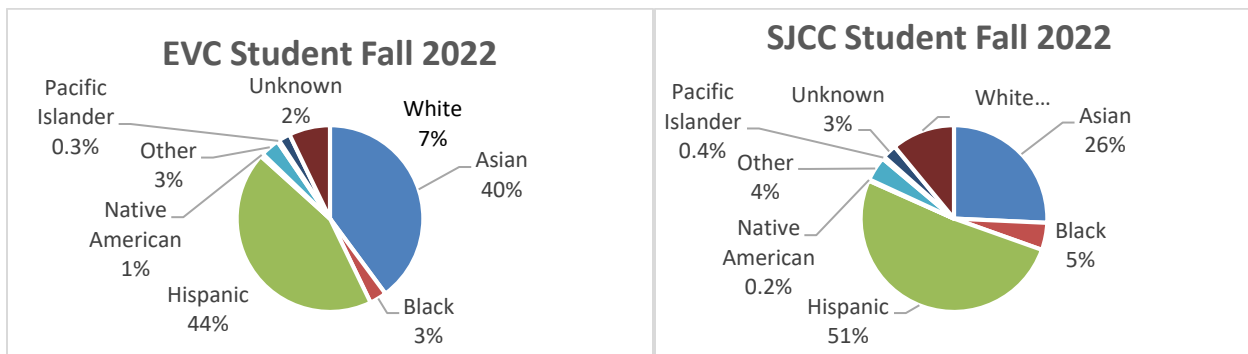 EVC Student Fall 2022
Pacific
Islander
0.3%
Unknown
2%
White
7%
Other
3%
Asian
40%
Native
American
1%
Hispanic
44%
Black
3%
SJCC Student Fall 2022
Pacific
Islander
0.4%
Unknown
3%
White...
Asian
26%
Other
4%
Native
American
0.2%
Black
5%
Hispanic
51%